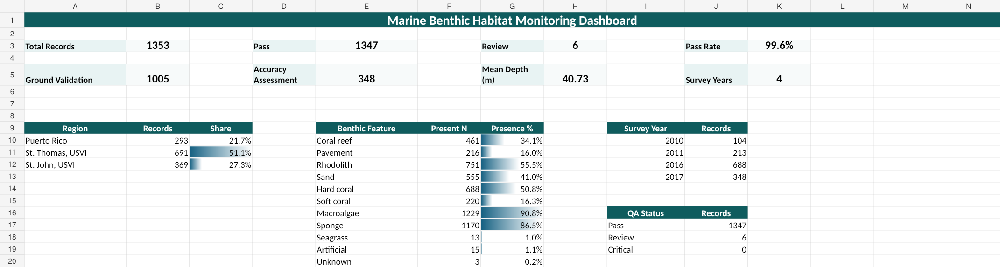 A B C D E F G H I J K L M N
1 Marine Benthic Habitat Monitoring Dashboard
2
3 Total Records 1353 Pass 1347 Review 6 Pass Rate 99.6%
4
5 Ground Validation 1005 Accuracy Assessment 348 Mean Depth (m) 40.73 Survey Years 4
6
7
8
9 Region Records Share Benthic Feature Present N Presence % Survey Year Records
10 Puerto Rico 293 21.7% Coral reef 461 34.1% 2010 104
11 St. Thomas, USVI 691 51.1% Pavement 216 16.0% 2011 213
12 St. John, USVI 369 27.3% Rhodolith 751 55.5% 2016 688
13 Sand 555 41.0% 2017 348
14 Hard coral 688 50.8%
15 Soft coral 220 16.3%
16 Macroalgae 1229 90.8% QA Status Records
17 Sponge 1170 86.5% Pass 1347
18 Seagrass 13 1.0% Review 6
19 Artificial 15 1.1% Critical 0
20 Unknown 3 0.2%